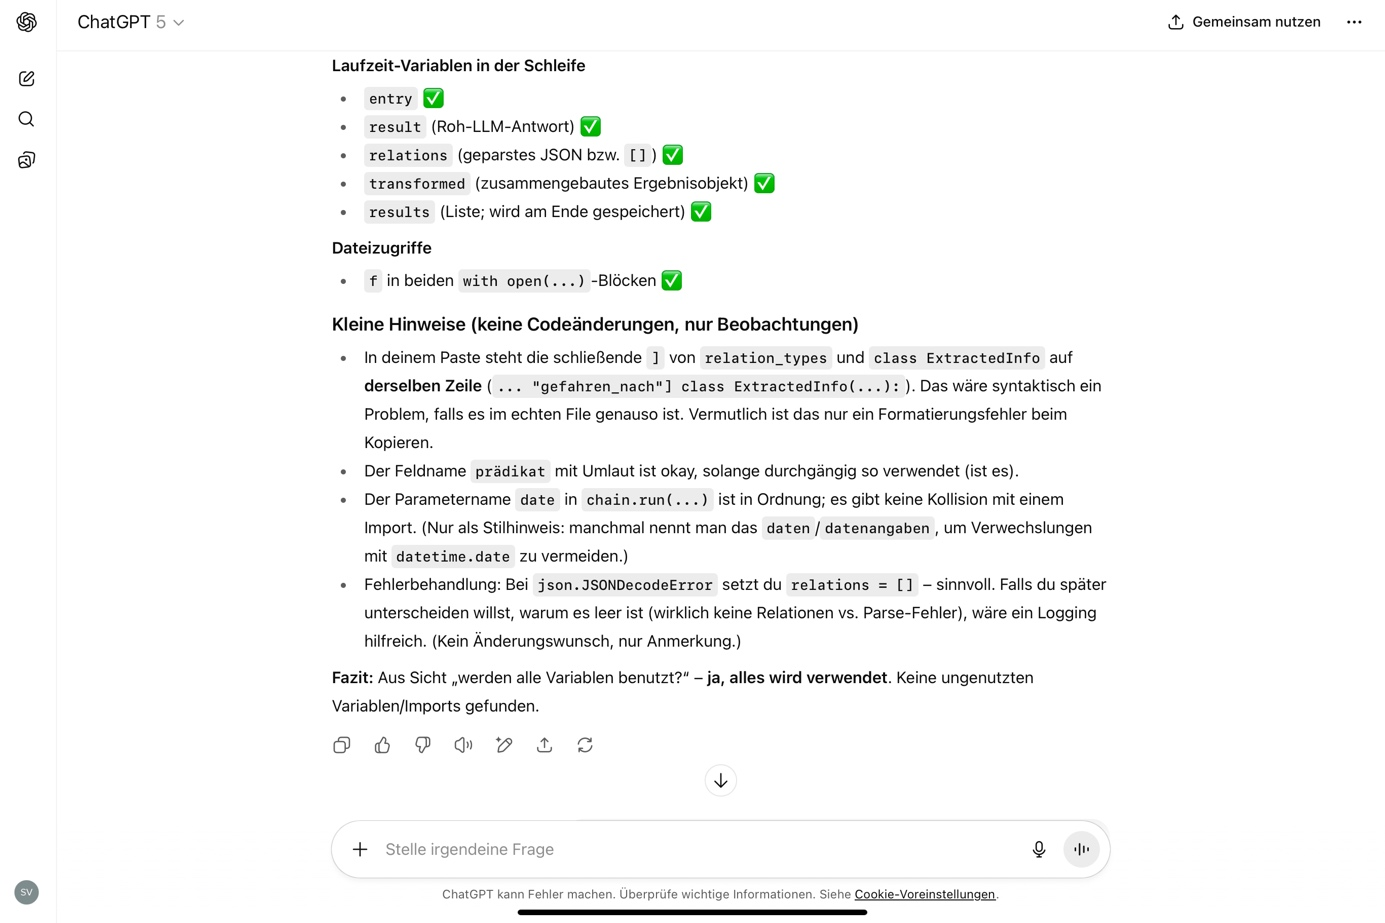 ChatGPT 5
Gemeinsam nutzen
Laufzeit-Variablen in der Schleife
• entry ✅
• result (Roh-LLM-Antwort) ✅
• relations (geparstes JSON bzw. []) ✅
• transformed (zusammengebautes Ergebnisobjekt) ✅
• results (Liste; wird am Ende gespeichert) ✅
Dateizugriffe
• f in beiden with open(...)-Blöcken ✅
Kleine Hinweise (keine Codeänderungen, nur Beobachtungen)
• In deinem Paste steht die schließende ] von relation_types und class ExtractedInfo auf
derselben Zeile (... "gefahren_nach"] class ExtractedInfo(...):). Das wäre syntaktisch ein
Problem, falls es im echten File genauso ist. Vermutlich ist das nur ein Formatierungsfehler beim
Kopieren.
• Der Feldname prädikat mit Umlaut ist okay, solange durchgängig so verwendet (ist es).
• Der Parametername date in chain.run(...) ist in Ordnung; es gibt keine Kollision mit einem
Import. (Nur als Stilhinweis: manchmal nennt man das daten/datenangaben, um Verwechslungen
mit datetime.date zu vermeiden.)
• Fehlerbehandlung: Bei json.JSONDecodeError setzt du relations = [] – sinnvoll. Falls du später
unterscheiden willst, warum es leer ist (wirklich keine Relationen vs. Parse-Fehler), wäre ein Logging
hilfreich. (Kein Änderungswunsch, nur Anmerkung.)
Fazit: Aus Sicht „werden alle Variablen benutzt?“ – ja, alles wird verwendet. Keine ungenutzten
Variablen/Imports gefunden.
Stelle irgendeine Frage
SV
ChatGPT kann Fehler machen. Überprüfe wichtige Informationen. Siehe Cookie-Voreinstellungen.